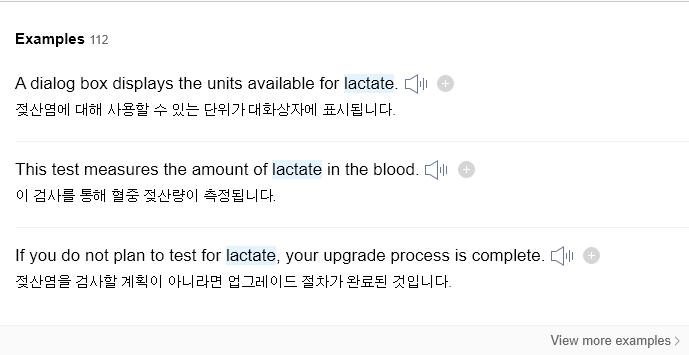 Examples 112
A dialog box displays the units available for lactate.
젖산염에 대해 사용할 수 있는 단위가 대화상자에 표시됩니다.
This test measures the amount of lactate in the blood.
이 검사를 통해 혈중 젖산량이 측정됩니다.
If you do not plan to test for lactate, your upgrade process is complete.
젖산염을 검사할 계획이 아니라면 업그레이드 절차가 완료된 것입니다.
View more examples >